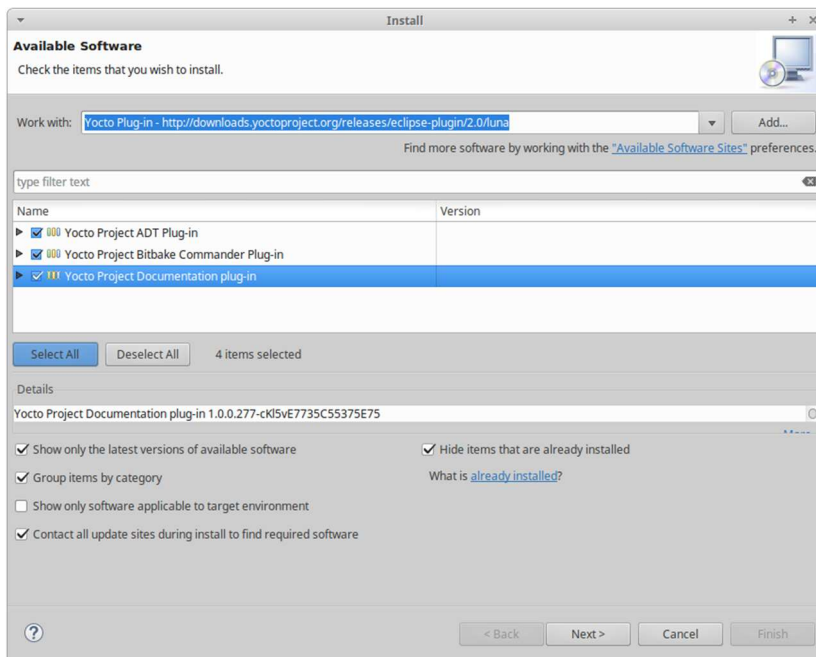 Install
Available Software
Check the items that you wish to install.
Work with: Yocto Plug-in - http://downloads.yoctoproject.org/releases/eclipse-plugin/2.0/luna Add...
Find more software by working with the "Available Software Sites" preferences.
type filter text
Name Version
Yocto Project ADT Plug-in
Yocto Project Bitbake Commander Plug-in
Yocto Project Documentation plug-in
Select All Deselect All 4 items selected
Details
Yocto Project Documentation plug-in 1.0.0.277-cKl5vE7735C55375E75
Show only the latest versions of available software Hide items that are already installed
Group items by category What is already installed?
Show only software applicable to target environment
Contact all update sites during install to find required software
? < Back Next > Cancel Finish